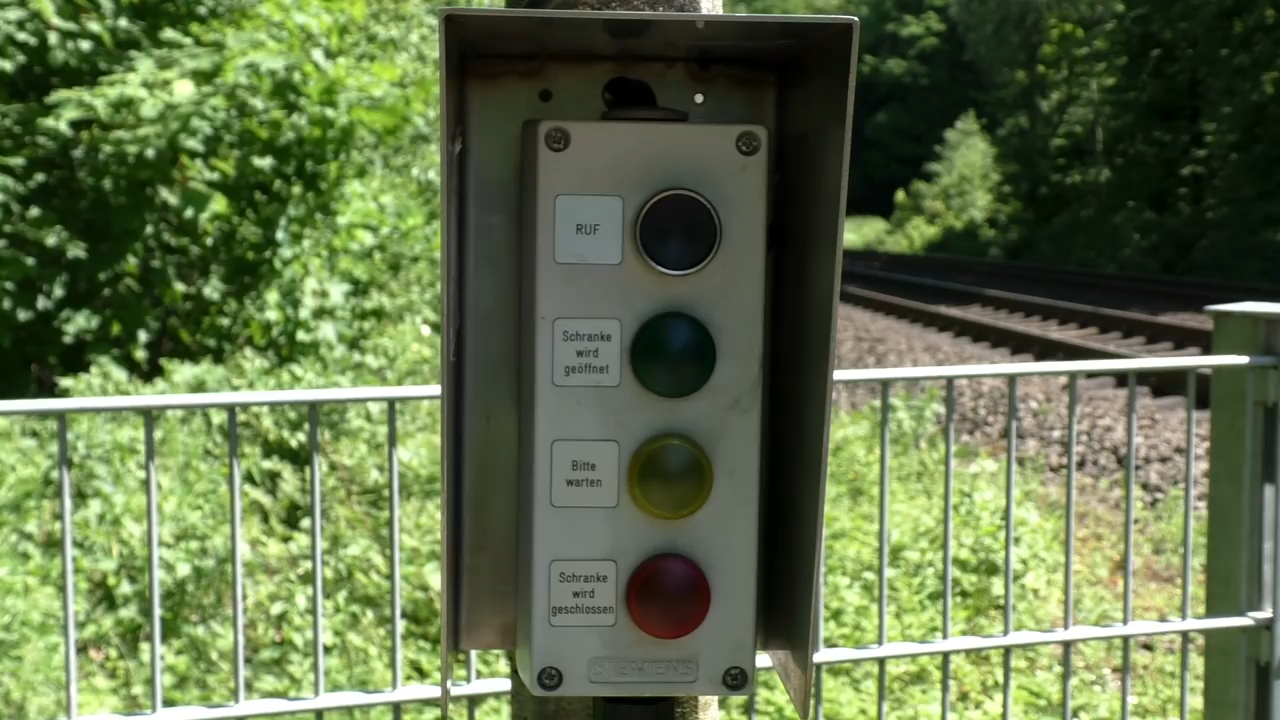 RUF
Schranke
wird
geöffnet
Bitte
warten
Schranke
wird
geschlossen
SIEMENS